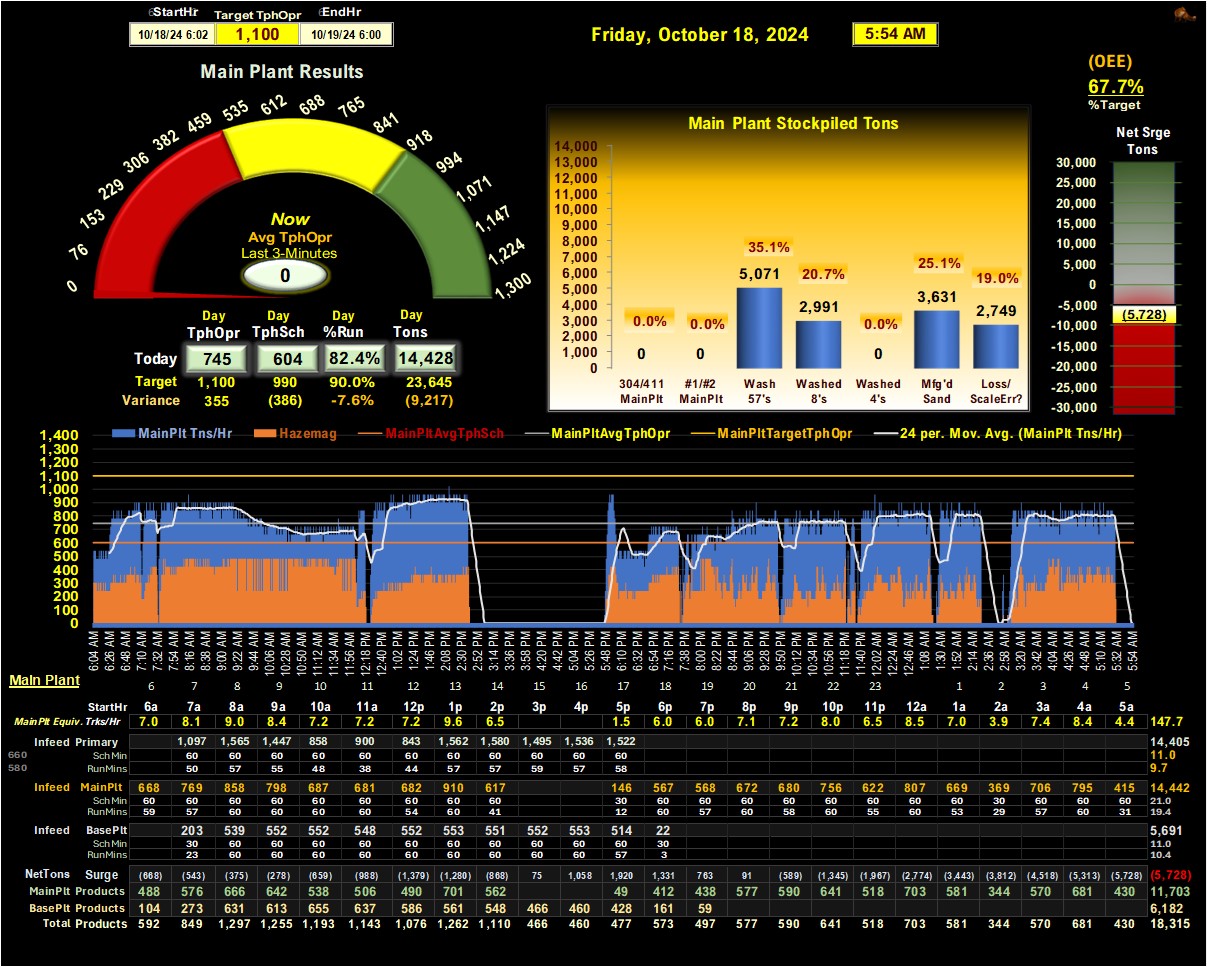 StartHr Target TphOpr EndHr
10/18/24 6:02 1,100 10/19/24 6:00
Friday, October 18, 2024 5:54 AM
(OEE)
67.7%
%Target
Main Plant Results
0 76 153 229 306 382 459 535 612 688 765 841 918 994 1,071 1,147 1,224 1,300
Now
Avg TphOpr
Last 3-Minutes
0
Day Day Day Day
TphOpr TphSch %Run Tons
Today 745 604 82.4% 14,428
Target 1,100 990 90.0% 23,645
Variance 355 (386) -7.6% (9,217)
Main Plant Stockpiled Tons
14,000
13,000
12,000
11,000
10,000
9,000
8,000
7,000
6,000
5,000
4,000
3,000
2,000
1,000
0
0.0% 0.0% 35.1% 20.7% 0.0% 25.1% 19.0%
0 0 5,071 2,991 0 3,631 2,749
304/411 #1/#2 Wash Washed Washed Mfg'd Loss/
MainPlt MainPlt 57's 8's 4's Sand ScaleErr?
Net Srge
Tons
30,000
25,000
20,000
15,000
10,000
5,000
0
-5,000
(5,728)
-10,000
-15,000
-20,000
-25,000
-30,000
MainPlt Tns/Hr Hazemag MainPltAvgTphSch MainPltAvgTphOpr MainPltTargetTphOpr 24 per. Mov. Avg. (MainPlt Tns/Hr)
1,400
1,300
1,200
1,100
1,000
900
800
700
600
500
400
300
200
100
0
6:04 AM 6:26 AM 6:48 AM 7:10 AM 7:32 AM 7:54 AM 8:16 AM 8:38 AM 9:00 AM 9:22 AM 9:44 AM 10:06 AM 10:28 AM 10:50 AM 11:12 AM 11:34 AM 11:56 AM 12:18 PM 12:40 PM 1:02 PM 1:24 PM 1:46 PM 2:08 PM 2:30 PM 2:52 PM 3:14 PM 3:36 PM 3:58 PM 4:20 PM 4:42 PM 5:04 PM 5:26 PM 5:48 PM 6:10 PM 6:32 PM 6:54 PM 7:16 PM 7:38 PM 8:00 PM 8:22 PM 8:44 PM 9:06 PM 9:28 PM 9:50 PM 10:12 PM 10:34 PM 10:56 PM 11:18 PM 11:40 PM 12:02 AM 12:24 AM 12:46 AM 1:08 AM 1:30 AM 1:52 AM 2:14 AM 2:36 AM 2:58 AM 3:20 AM 3:42 AM 4:04 AM 4:26 AM 4:48 AM 5:10 AM 5:32 AM 5:54 AM
Main Plant
6 7 8 9 10 11 12 13 14 15 16 17 18 19 20 21 22 23 1 2 3 4 5
StartHr 6a 7a 8a 9a 10a 11a 12p 1p 2p 3p 4p 5p 6p 7p 8p 9p 10p 11p 12a 1a 2a 3a 4a 5a
MainPlt Equiv. Trks/Hr 7.0 8.1 9.0 8.4 7.2 7.2 7.2 9.6 6.5 1.5 6.0 6.0 7.1 7.2 8.0 6.5 8.5 7.0 3.9 7.4 8.4 4.4 147.7
Infeed Primary 1,097 1,565 1,447 858 900 843 1,562 1,580 1,495 1,536 1,522 14,405
660 SchMin 60 60 60 60 60 60 60 60 60 60 60 11.0
580 RunMins 50 57 55 48 38 44 57 57 59 57 58 9.7
Infeed MainPlt 668 769 858 798 687 681 682 910 617 146 567 568 672 680 756 622 807 669 369 706 795 415 14,442
SchMin 60 60 60 60 60 60 60 60 60 30 60 60 60 60 60 60 60 60 30 60 60 60 21.0
RunMins 59 57 60 60 60 60 54 60 41 12 60 57 60 58 60 55 60 53 29 57 60 31 19.4
Infeed BasePlt 203 539 552 552 548 552 553 551 552 553 514 22 5,691
SchMin 30 60 60 60 60 60 60 60 60 60 60 30 11.0
RunMins 23 60 60 60 60 60 60 60 60 60 57 3 10.4
NetTons Surge (668) (543) (375) (278) (659) (988) (1,379) (1,280) (868) 75 1,058 1,920 1,331 763 91 (589) (1,345) (1,967) (2,774) (3,443) (3,812) (4,518) (5,313) (5,728) (5,728)
MainPlt Products 488 576 666 642 538 506 490 701 562 49 412 438 577 590 641 518 703 581 344 570 681 430 11,703
BasePlt Products 104 273 631 613 655 637 586 561 548 466 460 428 161 59 6,182
Total Products 592 849 1,297 1,255 1,193 1,143 1,076 1,262 1,110 466 460 477 573 497 577 590 641 518 703 581 344 570 681 430 18,315